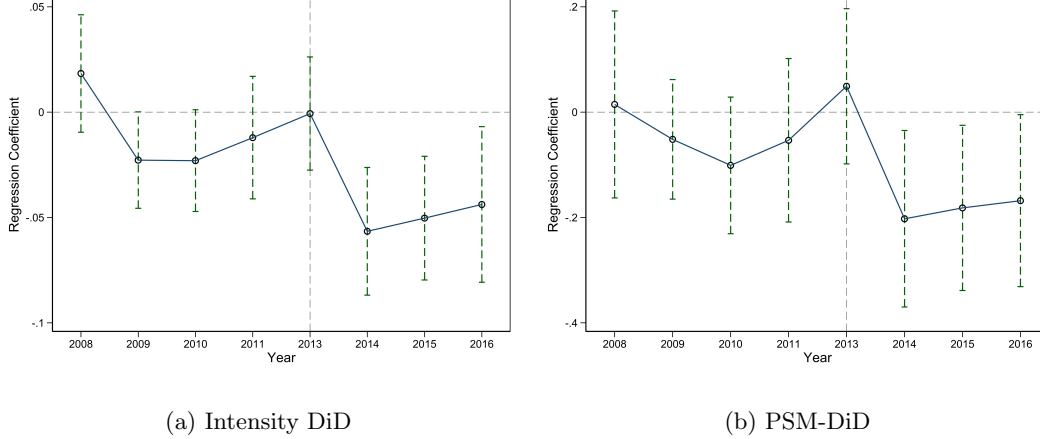 .05
0
-.05
-.1
Regression Coefficient
2008 2009 2010 2011 2013 2014 2015 2016
Year
(a) Intensity DiD
.2
0
-.2
-.4
Regression Coefficient
2008 2009 2010 2011 2013 2014 2015 2016
Year
(b) PSM-DiD